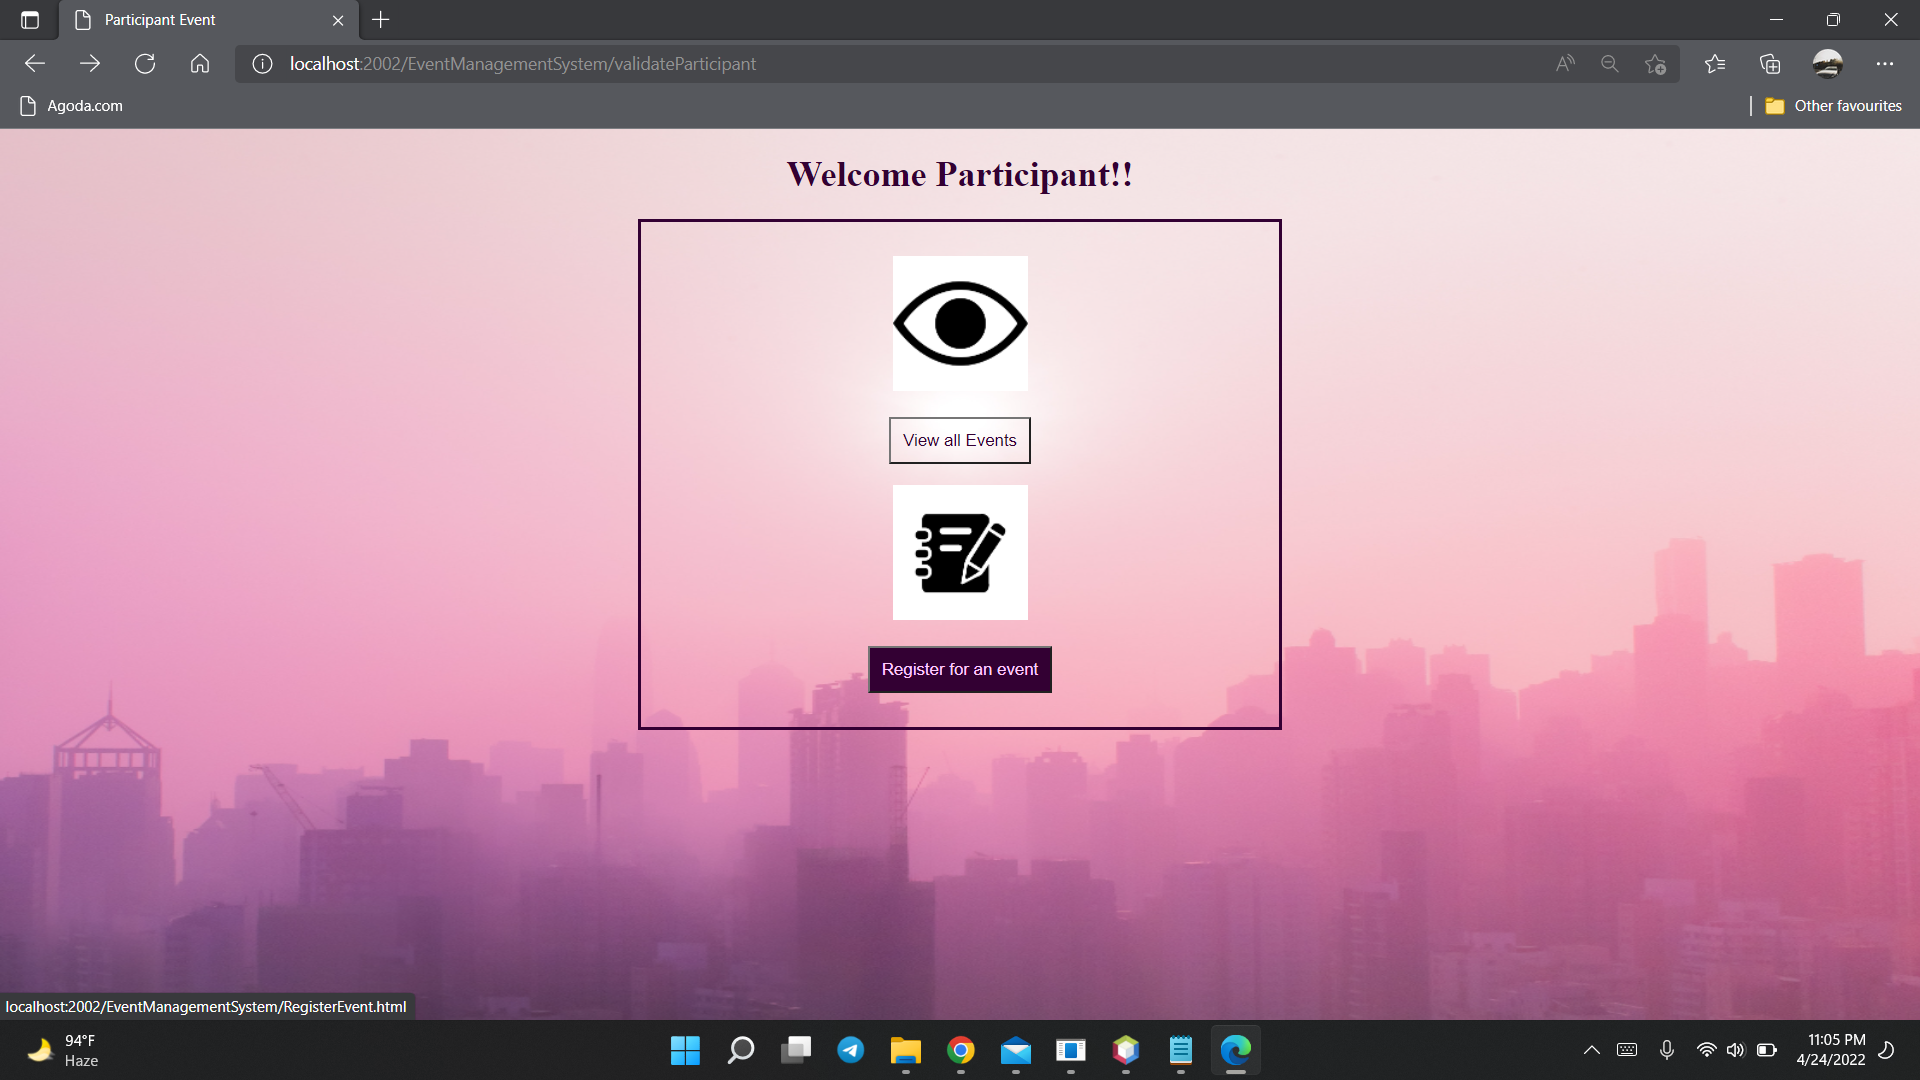 Participant Event
localhost:2002/EventManagementSystem/validateParticipant
Agoda.com
Other favourites
Welcome Participant!!
View all Events
Register for an event
localhost:2002/EventManagementSystem/RegisterEvent.html
94°F
Haze
11:05 PM
4/24/2022